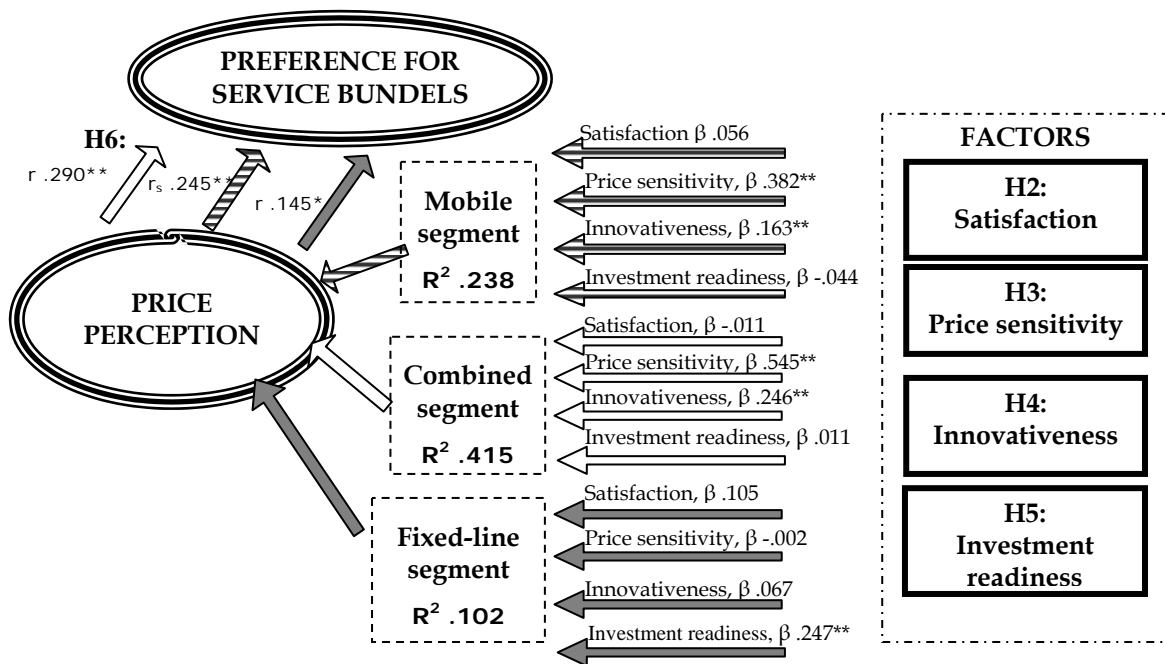 PREFERENCE FOR
SERVICE BUNDELS
H6:
r .290**
rs .245**
r .145*
PRICE
PERCEPTION
Mobile
segment
R² .238
Combined
segment
R² .415
Fixed-line
segment
R² .102
Satisfaction β .056
Price sensitivity, β .382**
Innovativeness, β .163**
Investment readiness, β -.044
Satisfaction, β -.011
Price sensitivity, β .545**
Innovativeness, β .246**
Investment readiness, β .011
Satisfaction, β .105
Price sensitivity, β -.002
Innovativeness, β .067
Investment readiness, β .247**
FACTORS
H2:
Satisfaction
H3:
Price sensitivity
H4:
Innovativeness
H5:
Investment
readiness